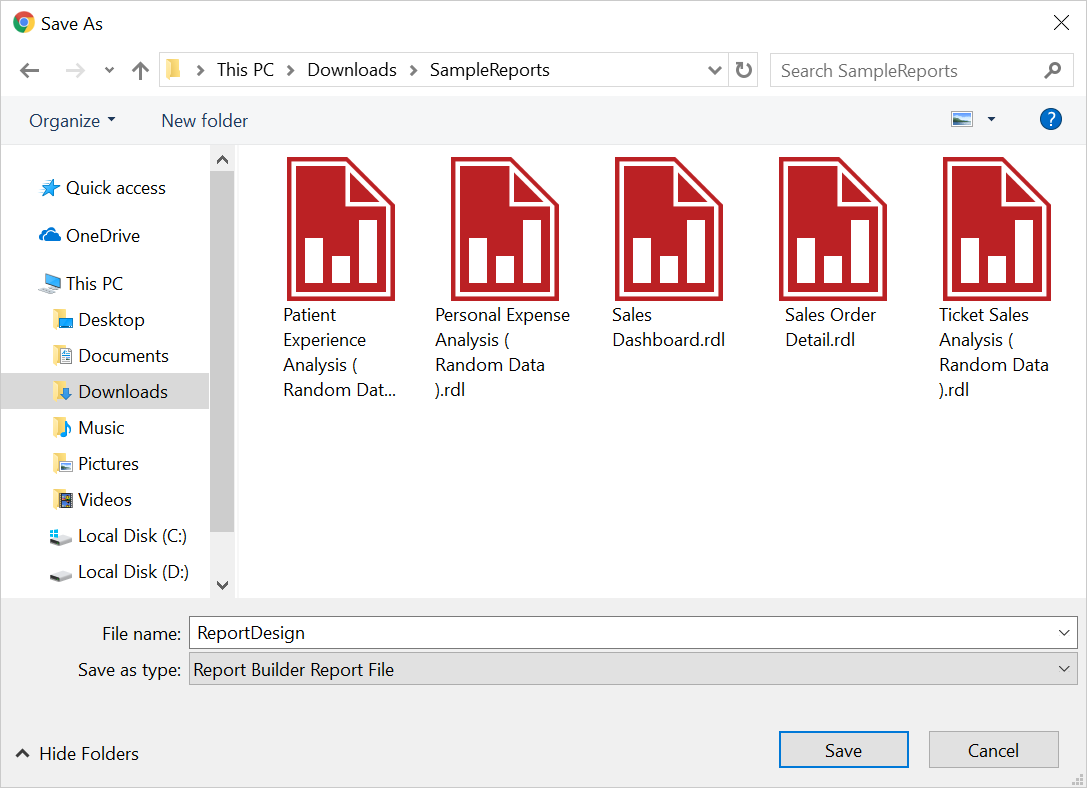 Save As
This PC > Downloads > SampleReports
Search SampleReports
Organize
New folder
?
Quick access
OneDrive
This PC
Desktop
Documents
Downloads
Music
Pictures
Videos
Local Disk (C:)
Local Disk (D:)
Patient
Experience
Analysis (
Random Dat...
Personal Expense
Analysis (
Random Data
).rdl
Sales
Dashboard.rdl
Sales Order
Detail.rdl
Ticket Sales
Analysis (
Random Data
).rdl
File name: ReportDesign
Save as type: Report Builder Report File
Hide Folders
Save
Cancel